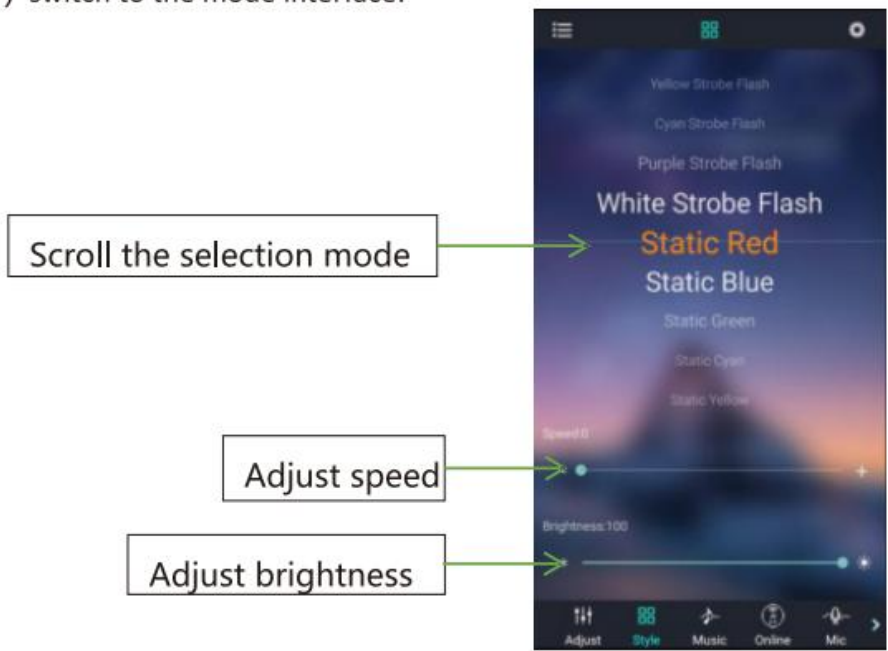 switch to the mode interface.
Yellow Strobe Flash
Cyan Strobe Flash
Purple Strobe Flash
White Strobe Flash
Scroll the selection mode
Static Red
Static Blue
Static Green
Static Cyan
Static Yellow
Speed:0
Adjust speed
Brightness:100
Adjust brightness
Adjust Style Music Online Mic